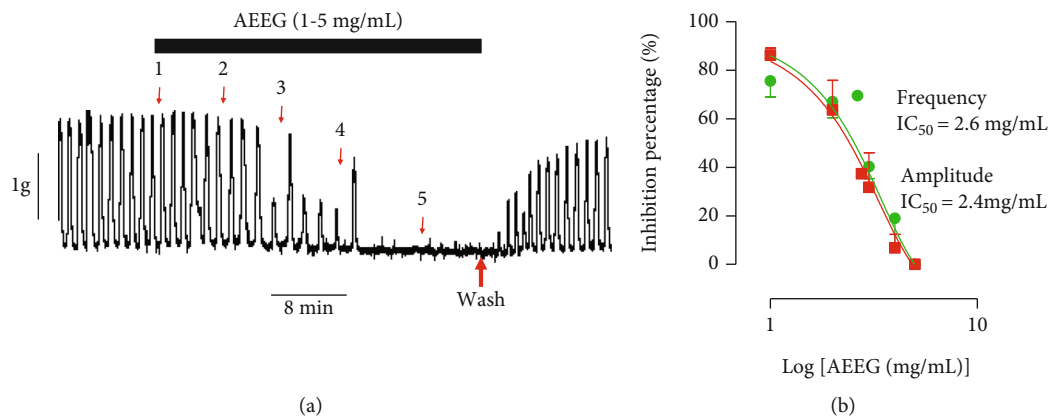 (a)
AEEG (1-5 mg/mL)
1 2 3 4 5
1g
8 min
Wash
(b)
Inhibition percentage (%)
100
80
60
40
20
0
Frequency
IC₅₀ = 2.6 mg/mL
Amplitude
IC₅₀ = 2.4mg/mL
1 10
Log [AEEG (mg/mL)]
(a) (b)